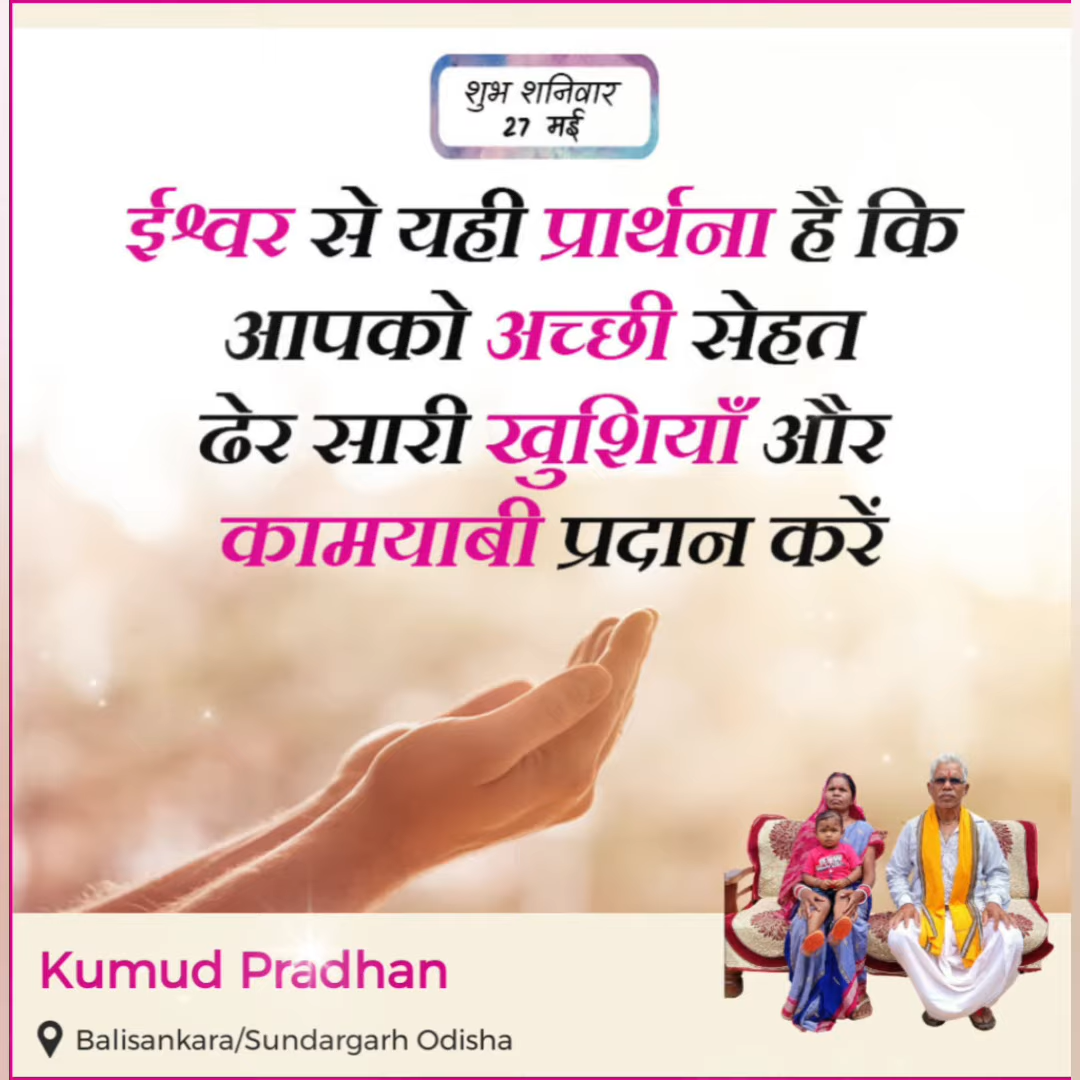 शुभ शनिवार
27 मई
ईश्वर से यही प्रार्थना है कि
आपको अच्छी सेहत
ढेर सारी खुशियाँ और
कामयाबी प्रदान करें
Kumud Pradhan
Balisankara/Sundargarh Odisha